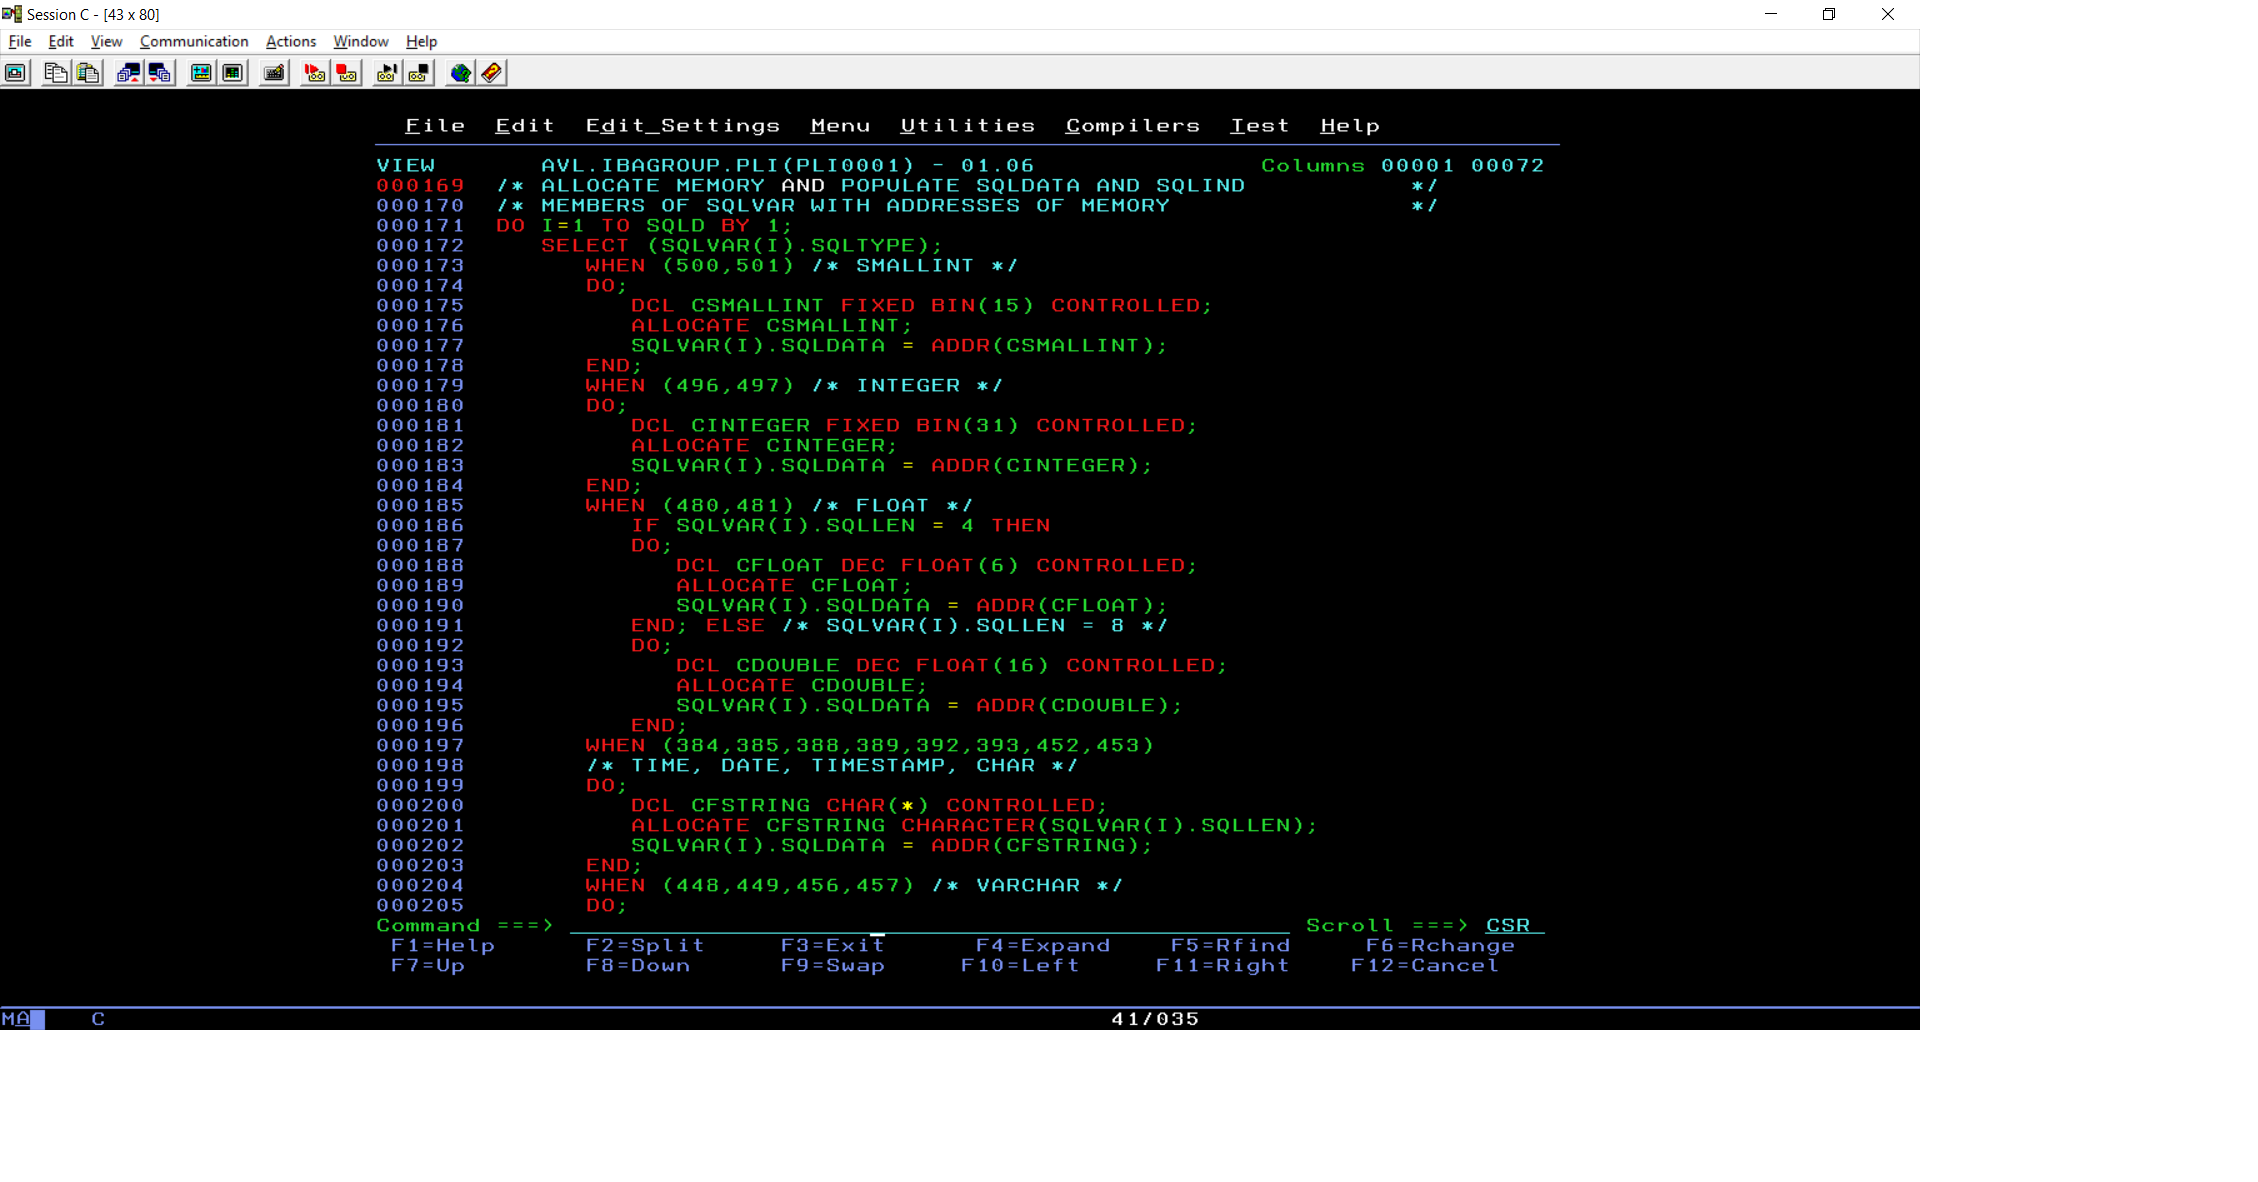 Session C - [43 x 80]
File Edit View Communication Actions Window Help
File Edit Edit_Settings Menu Utilities Compilers Test Help
VIEW AVL.IBAGROUP.PLI(PLI0001) - 01.06 Columns 00001 00072
000169 /* ALLOCATE MEMORY AND POPULATE SQLDATA AND SQLIND */
000170 /* MEMBERS OF SQLVAR WITH ADDRESSES OF MEMORY */
000171 DO I=1 TO SQLD BY 1;
000172 SELECT (SQLVAR(I).SQLTYPE);
000173 WHEN (500,501) /* SMALLINT */
000174 DO;
000175 DCL CSMALLINT FIXED BIN(15) CONTROLLED;
000176 ALLOCATE CSMALLINT;
000177 SQLVAR(I).SQLDATA = ADDR(CSMALLINT);
000178 END;
000179 WHEN (496,497) /* INTEGER */
000180 DO;
000181 DCL CINTEGER FIXED BIN(31) CONTROLLED;
000182 ALLOCATE CINTEGER;
000183 SQLVAR(I).SQLDATA = ADDR(CINTEGER);
000184 END;
000185 WHEN (480,481) /* FLOAT */
000186 IF SQLVAR(I).SQLLEN = 4 THEN
000187 DO;
000188 DCL CFLOAT DEC FLOAT(6) CONTROLLED;
000189 ALLOCATE CFLOAT;
000190 SQLVAR(I).SQLDATA = ADDR(CFLOAT);
000191 END; ELSE /* SQLVAR(I).SQLLEN = 8 */
000192 DO;
000193 DCL CDOUBLE DEC FLOAT(16) CONTROLLED;
000194 ALLOCATE CDOUBLE;
000195 SQLVAR(I).SQLDATA = ADDR(CDOUBLE);
000196 END;
000197 WHEN (384,385,388,389,392,393,452,453)
000198 /* TIME, DATE, TIMESTAMP, CHAR */
000199 DO;
000200 DCL CFSTRING CHAR(*) CONTROLLED;
000201 ALLOCATE CFSTRING CHARACTER(SQLVAR(I).SQLLEN);
000202 SQLVAR(I).SQLDATA = ADDR(CFSTRING);
000203 END;
000204 WHEN (448,449,456,457) /* VARCHAR */
000205 DO;
Command ===> Scroll ===> CSR
F1=Help F2=Split F3=Exit F4=Expand F5=Rfind F6=Rchange
F7=Up F8=Down F9=Swap F10=Left F11=Right F12=Cancel
MA C 41/035